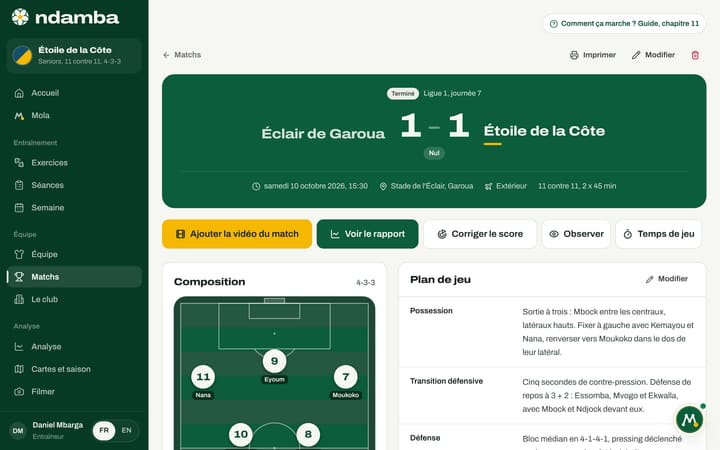 ndamba
Comment ça marche ? Guide, chapitre 11
Étoile de la Côte
Seniors, 11 contre 11, 4-3-3
Matchs
Imprimer
Modifier
Accueil
Mola
Terminé
Ligue 1, journée 7
Éclair de Garoua
1 – 1
Étoile de la Côte
Nul
samedi 10 octobre 2026, 15:30
Stade de l'Éclair, Garoua
Extérieur
11 contre 11, 2 x 45 min
Entraînement
Exercices
Séances
Semaine
Équipe
Équipe
Matchs
Le club
Analyse
Analyse
Cartes et saison
Filmer
DM
Daniel Mbarga
Entraîneur
FR
EN
Ajouter la vidéo du match
Voir le rapport
Corriger le score
Observer
Temps de jeu
Composition
4-3-3
9
Eyoum
11
Nana
7
Moukoko
10
8
Plan de jeu
Modifier
Possession
Sortie à trois : Mbock entre les centraux,
latéraux hauts. Fixer à gauche avec Kemayou et
Nana, renverser vers Moukoko dans le dos de
leur latéral.
Transition défensive
Cinq secondes de contre-pression. Défense de
repos à 3 + 2 : Essomba, Mvogo et Ekwalla,
avec Mbock et Ndjock devant eux.
Défense
Bloc médian en 4-1-4-1, pressing déclenché